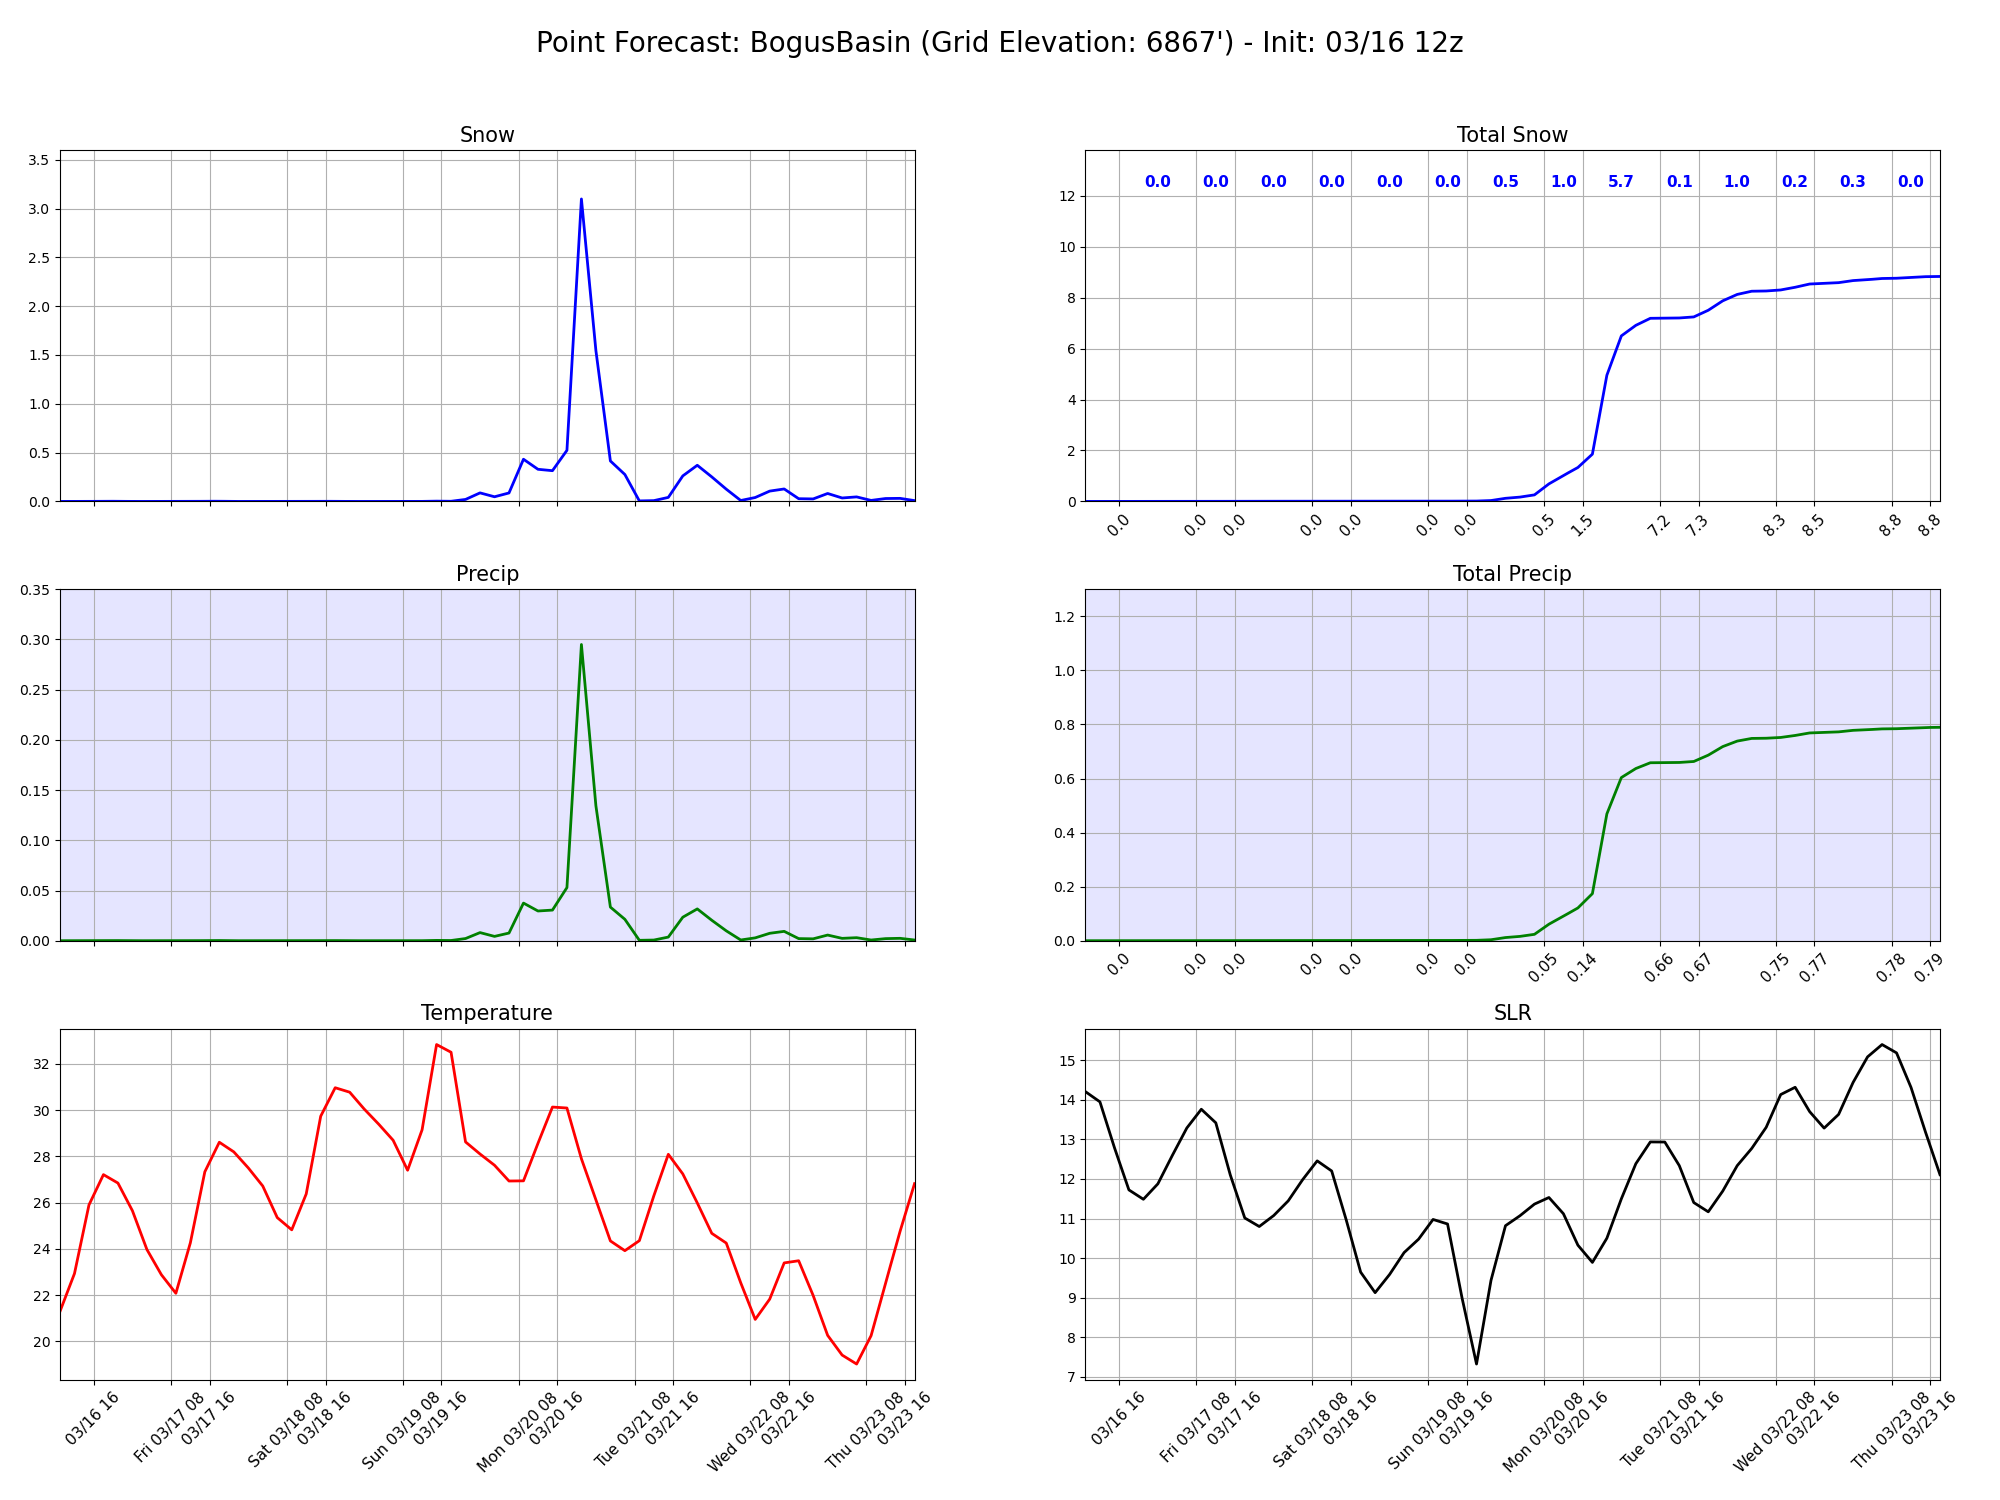 Point Forecast: BogusBasin (Grid Elevation: 6867') - Init: 03/16 12z
Snow
3.5
3.0
2.5
2.0
1.5
1.0
0.5
0.0
Total Snow
0.0 0.0 0.0 0.0 0.0 0.0 0.5 1.0 5.7 0.1 1.0 0.2 0.3 0.0
12
10
8
6
4
2
0
0.0 0.0 0.0 0.0 0.0 0.0 0.0 0.5 1.5 7.2 7.3 8.3 8.5 8.8 8.8
Precip
0.35
0.30
0.25
0.20
0.15
0.10
0.05
0.00
Total Precip
1.2
1.0
0.8
0.6
0.4
0.2
0.0
0.0 0.0 0.0 0.0 0.0 0.0 0.0 0.05 0.14 0.66 0.67 0.75 0.77 0.78 0.79
Temperature
32
30
28
26
24
22
20
03/16 16
Fri 03/17 08
03/17 16
Sat 03/18 08
03/18 16
Sun 03/19 08
03/19 16
Mon 03/20 08
03/20 16
Tue 03/21 08
03/21 16
Wed 03/22 08
03/22 16
Thu 03/23 08
03/23 16
SLR
15
14
13
12
11
10
9
8
7
03/16 16
Fri 03/17 08
03/17 16
Sat 03/18 08
03/18 16
Sun 03/19 08
03/19 16
Mon 03/20 08
03/20 16
Tue 03/21 08
03/21 16
Wed 03/22 08
03/22 16
Thu 03/23 08
03/23 16